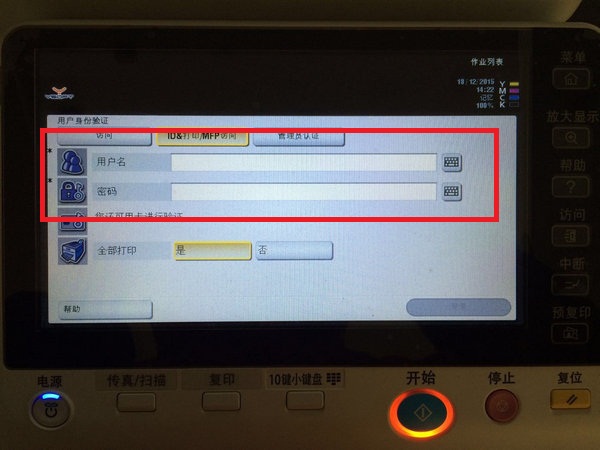 作业列表
18/12/2015
14:22
Y
M
C
K
记忆
100%
用户身份验证
访问
ID&打印/MFP访问
管理员认证
* 用户名
* 密码
您还可用卡进行验证
全部打印
是
否
帮助
菜单
放大显示
帮助
访问
中断
预复印
电源
传真/扫描
复印
10键小键盘
开始
停止
复位